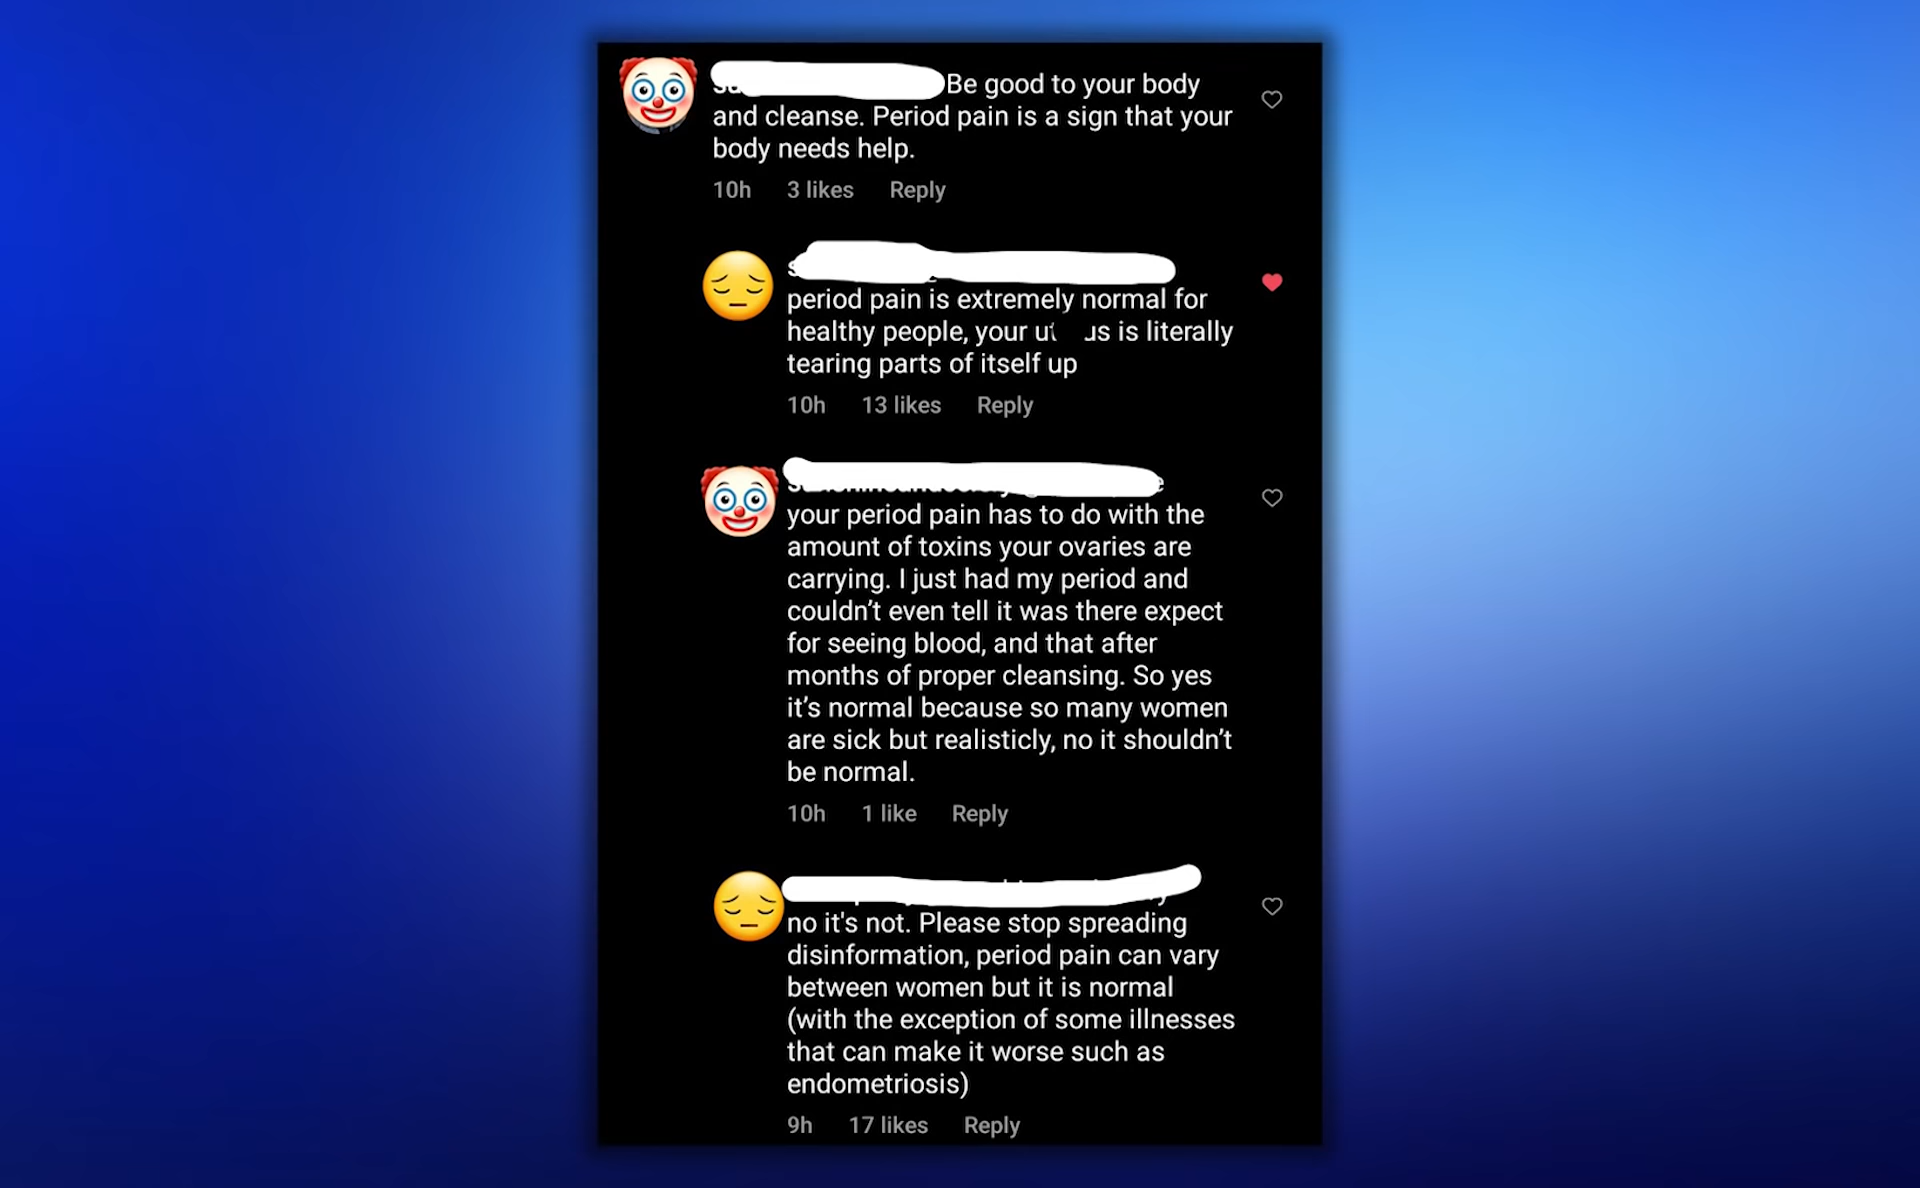 Be good to your body
and cleanse. Period pain is a sign that your
body needs help.
10h 3 likes Reply
period pain is extremely normal for
healthy people, your is literally
tearing parts of itself up
10h 13 likes Reply
your period pain has to do with the
amount of toxins your ovaries are
carrying. I just had my period and
couldn't even tell it was there expect
for seeing blood, and that after
months of proper cleansing. So yes
it's normal because so many women
are sick but realisticly, no it shouldn't
be normal.
10h 1 like Reply
no it's not. Please stop spreading
disinformation, period pain can vary
between women but it is normal
(with the exception of some illnesses
that can make it worse such as
endometriosis)
9h 17 likes Reply